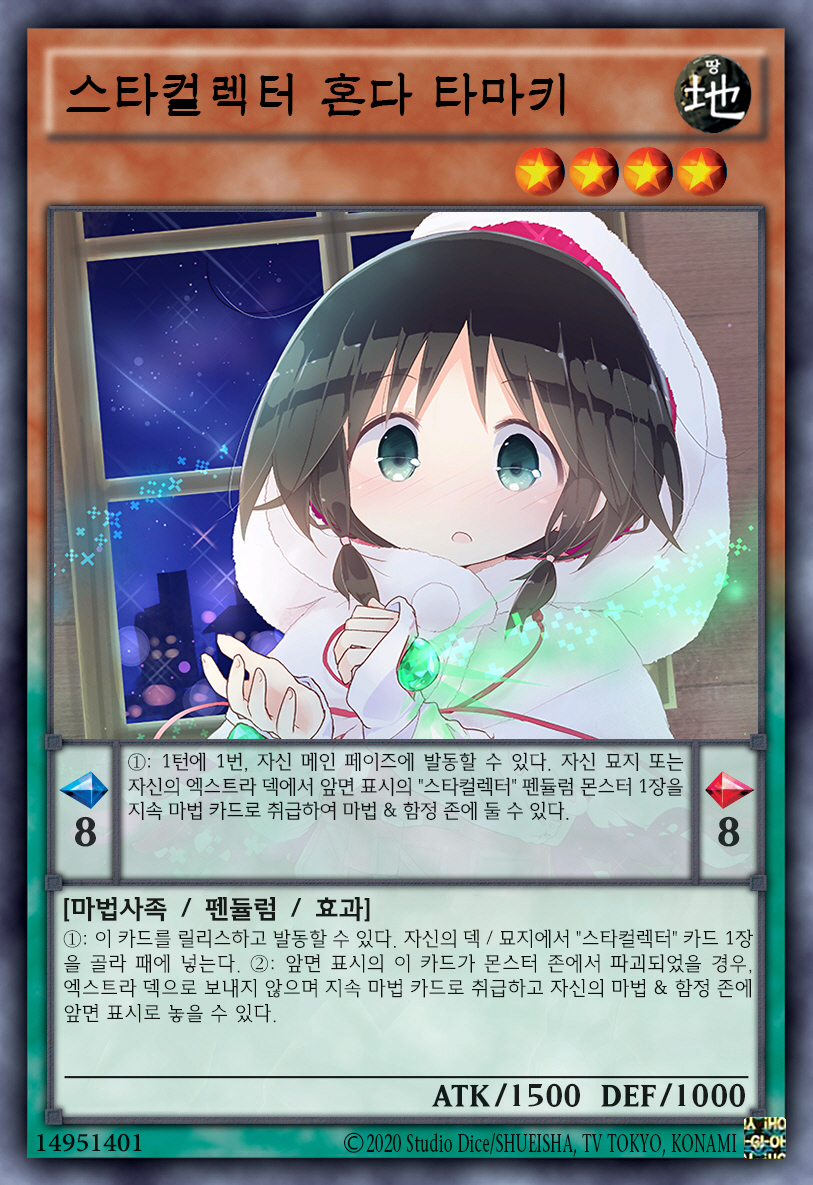 스타컬렉터 혼다 타마키
땅
地
①: 1턴에 1번, 자신 메인 페이즈에 발동할 수 있다. 자신 묘지 또는
자신의 엑스트라 덱에서 앞면 표시의 "스타컬렉터" 펜듈럼 몬스터 1장을
지속 마법 카드로 취급하여 마법 & 함정 존에 둘 수 있다.
8
8
[마법사족 / 펜듈럼 / 효과]
①: 이 카드를 릴리스하고 발동할 수 있다. 자신의 덱 / 묘지에서 "스타컬렉터" 카드 1장
을 골라 패에 넣는다. ②: 앞면 표시의 이 카드가 몬스터 존에서 파괴되었을 경우,
엑스트라 덱으로 보내지 않으며 지속 마법 카드로 취급하고 자신의 마법 & 함정 존에
앞면 표시로 놓을 수 있다.
ATK/1500 DEF/1000
14951401
©2020 Studio Dice/SHUEISHA, TV TOKYO, KONAMI